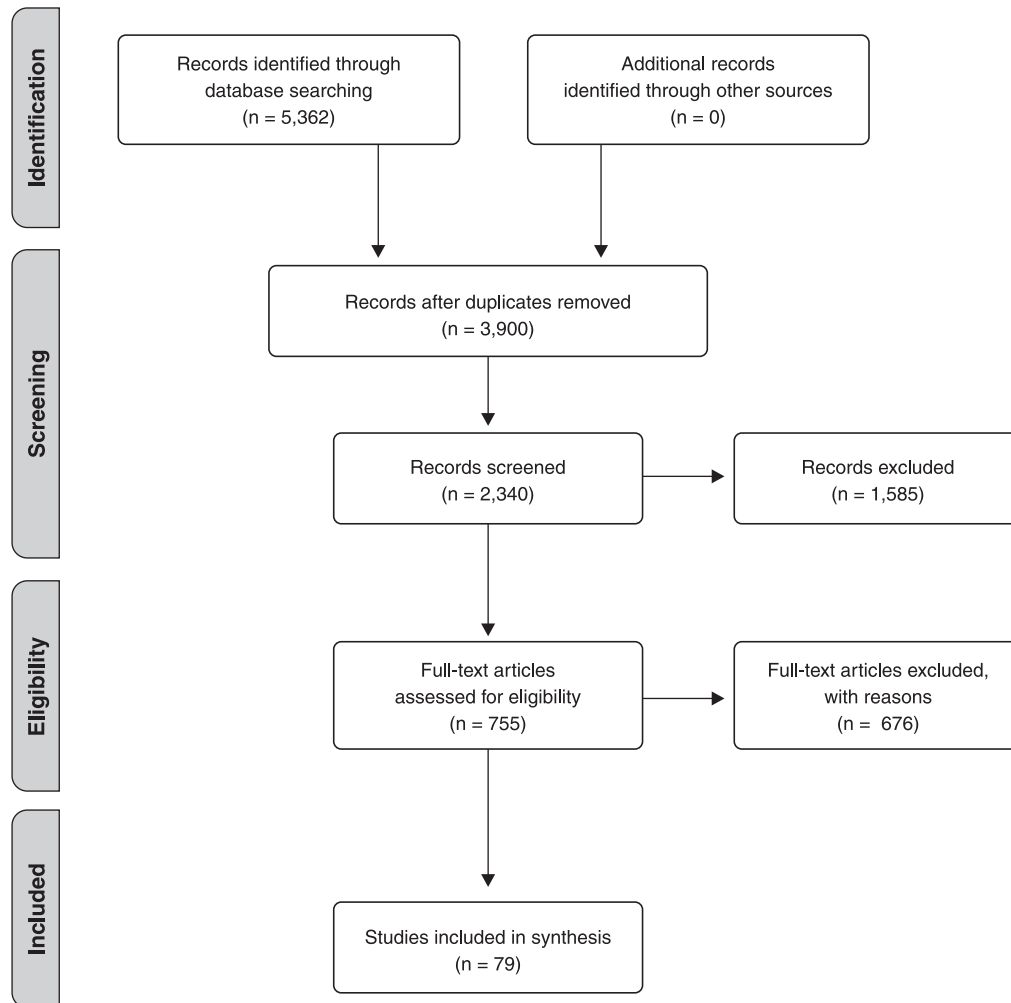 Identification
Records identified through
database searching
(n = 5,362)
Additional records
identified through other sources
(n = 0)
Screening
Records after duplicates removed
(n = 3,900)
Records screened
(n = 2,340)
Records excluded
(n = 1,585)
Eligibility
Full-text articles
assessed for eligibility
(n = 755)
Full-text articles excluded,
with reasons
(n = 676)
Included
Studies included in synthesis
(n = 79)